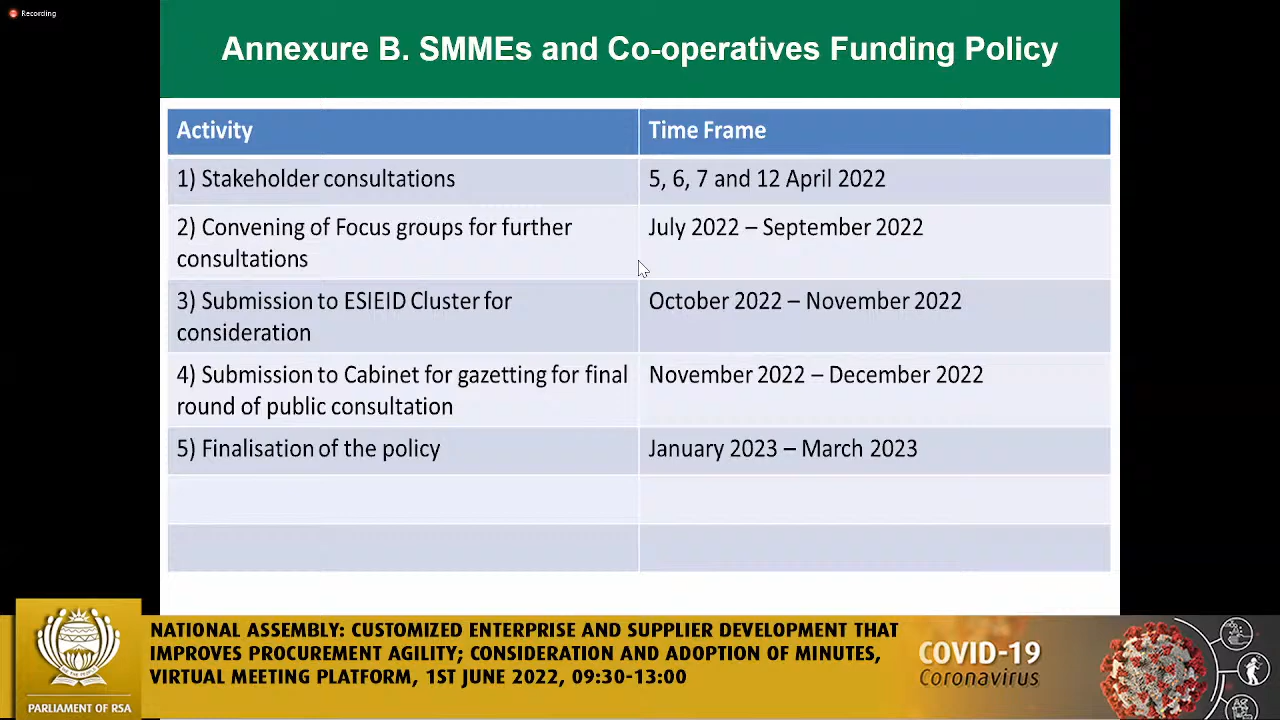 Recording
Annexure B. SMMEs and Co-operatives Funding Policy
Activity
Time Frame
1) Stakeholder consultations
5, 6, 7 and 12 April 2022
2) Convening of Focus groups for further
consultations
July 2022 – September 2022
3) Submission to ESIEID Cluster for
consideration
October 2022 – November 2022
4) Submission to Cabinet for gazetting for final
round of public consultation
November 2022 – December 2022
5) Finalisation of the policy
January 2023 – March 2023
NATIONAL ASSEMBLY: CUSTOMIZED ENTERPRISE AND SUPPLIER DEVELOPMENT THAT
IMPROVES PROCUREMENT AGILITY; CONSIDERATION AND ADOPTION OF MINUTES,
VIRTUAL MEETING PLATFORM, 1ST JUNE 2022, 09:30-13:00
PARLIAMENT OF RSA
COVID-19
Coronavirus